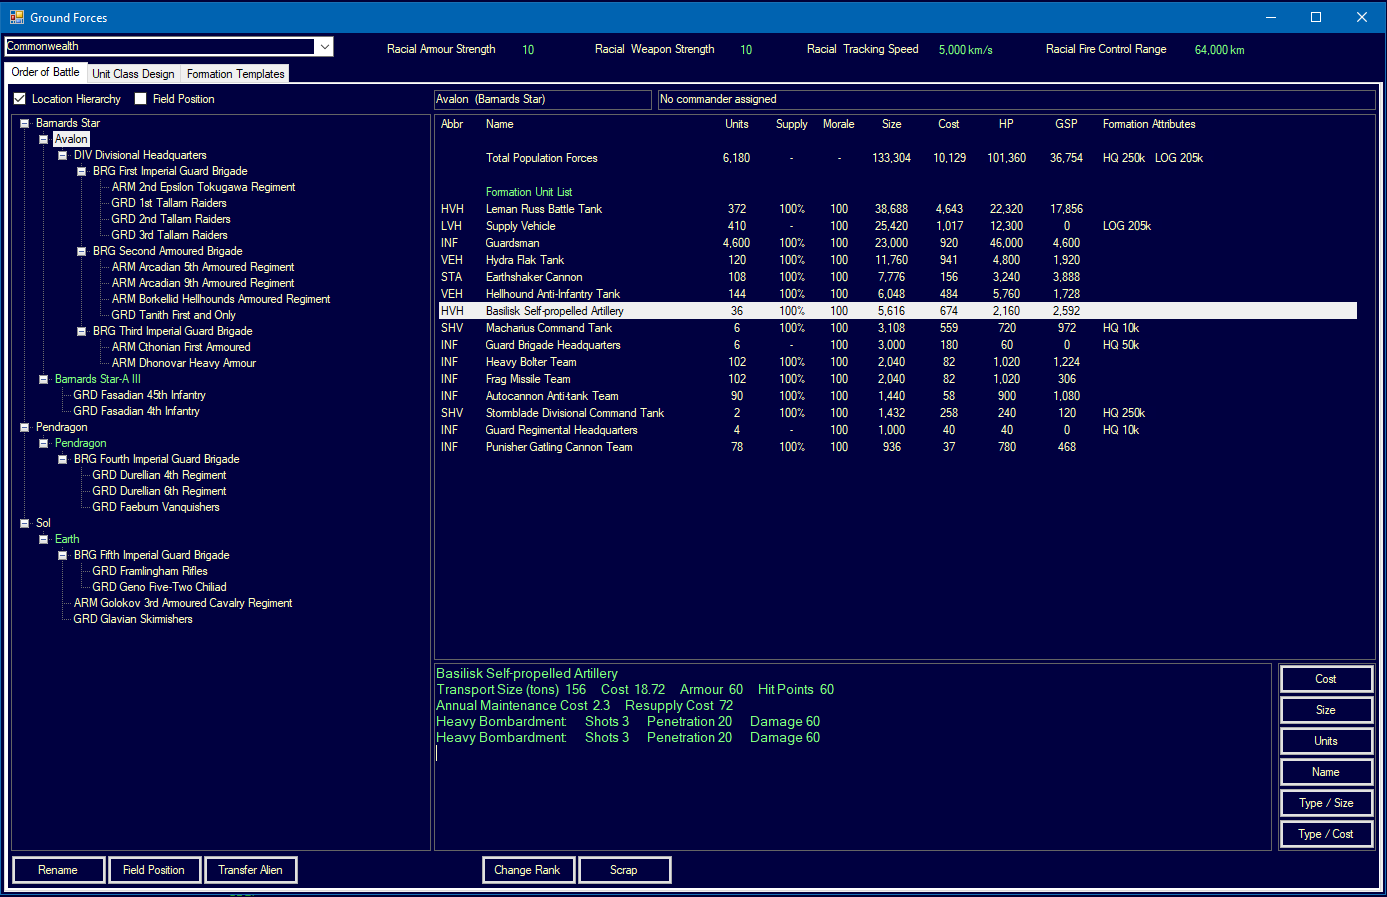 Ground Forces
Commonwealth
Racial Armour Strength 10 Racial Weapon Strength 10 Racial Tracking Speed 5,000 km/s Racial Fire Control Range 64,000 km
Order of Battle Unit Class Design Formation Templates
Location Hierarchy Field Position
Barnards Star
Avalon
DIV Divisional Headquarters
BRG First Imperial Guard Brigade
ARM 2nd Epsilon Tokugawa Regiment
GRD 1st Tallarn Raiders
GRD 2nd Tallarn Raiders
GRD 3rd Tallarn Raiders
BRG Second Armoured Brigade
ARM Arcadian 5th Armoured Regiment
ARM Arcadian 9th Armoured Regiment
ARM Borkellid Hellhounds Armoured Regiment
GRD Tanith First and Only
BRG Third Imperial Guard Brigade
ARM Cthonian First Armoured
ARM Dhonovar Heavy Armour
Barnards Star-A III
GRD Fasadian 45th Infantry
GRD Fasadian 4th Infantry
Pendragon
Pendragon
BRG Fourth Imperial Guard Brigade
GRD Durellian 4th Regiment
GRD Durellian 6th Regiment
GRD Faeburn Vanquishers
Sol
Earth
BRG Fifth Imperial Guard Brigade
GRD Framlingham Rifles
GRD Geno Five-Two Chiliad
ARM Golokov 3rd Armoured Cavalry Regiment
GRD Glavian Skirmishers
Avalon (Barnards Star) No commander assigned
Abbr Name Units Supply Morale Size Cost HP GSP Formation Attributes
Total Population Forces 6,180 - - 133,304 10,129 101,360 36,754 HQ 250k LOG 205k
Formation Unit List
HVH Leman Russ Battle Tank 372 100% 100 38,688 4,643 22,320 17,856
LVH Supply Vehicle 410 - 100 25,420 1,017 12,300 0 LOG 205k
INF Guardsman 4,600 100% 100 23,000 920 46,000 4,600
VEH Hydra Flak Tank 120 100% 100 11,760 941 4,800 1,920
STA Earthshaker Cannon 108 100% 100 7,776 156 3,240 3,888
VEH Hellhound Anti-Infantry Tank 144 100% 100 6,048 484 5,760 1,728
HVH Basilisk Self-propelled Artillery 36 100% 100 5,616 674 2,160 2,592
SHV Macharius Command Tank 6 100% 100 3,108 559 720 972 HQ 10k
INF Guard Brigade Headquarters 6 - 100 3,000 180 60 0 HQ 50k
INF Heavy Bolter Team 102 100% 100 2,040 82 1,020 1,224
INF Frag Missile Team 102 100% 100 2,040 82 1,020 306
INF Autocannon Anti-tank Team 90 100% 100 1,440 58 900 1,080
SHV Stormblade Divisional Command Tank 2 100% 100 1,432 258 240 120 HQ 250k
INF Guard Regimental Headquarters 4 - 100 1,000 40 40 0 HQ 10k
INF Punisher Gatling Cannon Team 78 100% 100 936 37 780 468
Basilisk Self-propelled Artillery
Transport Size (tons) 156 Cost 18.72 Armour 60 Hit Points 60
Annual Maintenance Cost 2.3 Resupply Cost 72
Heavy Bombardment: Shots 3 Penetration 20 Damage 60
Heavy Bombardment: Shots 3 Penetration 20 Damage 60
Cost
Size
Units
Name
Type / Size
Type / Cost
Rename Field Position Transfer Alien Change Rank Scrap